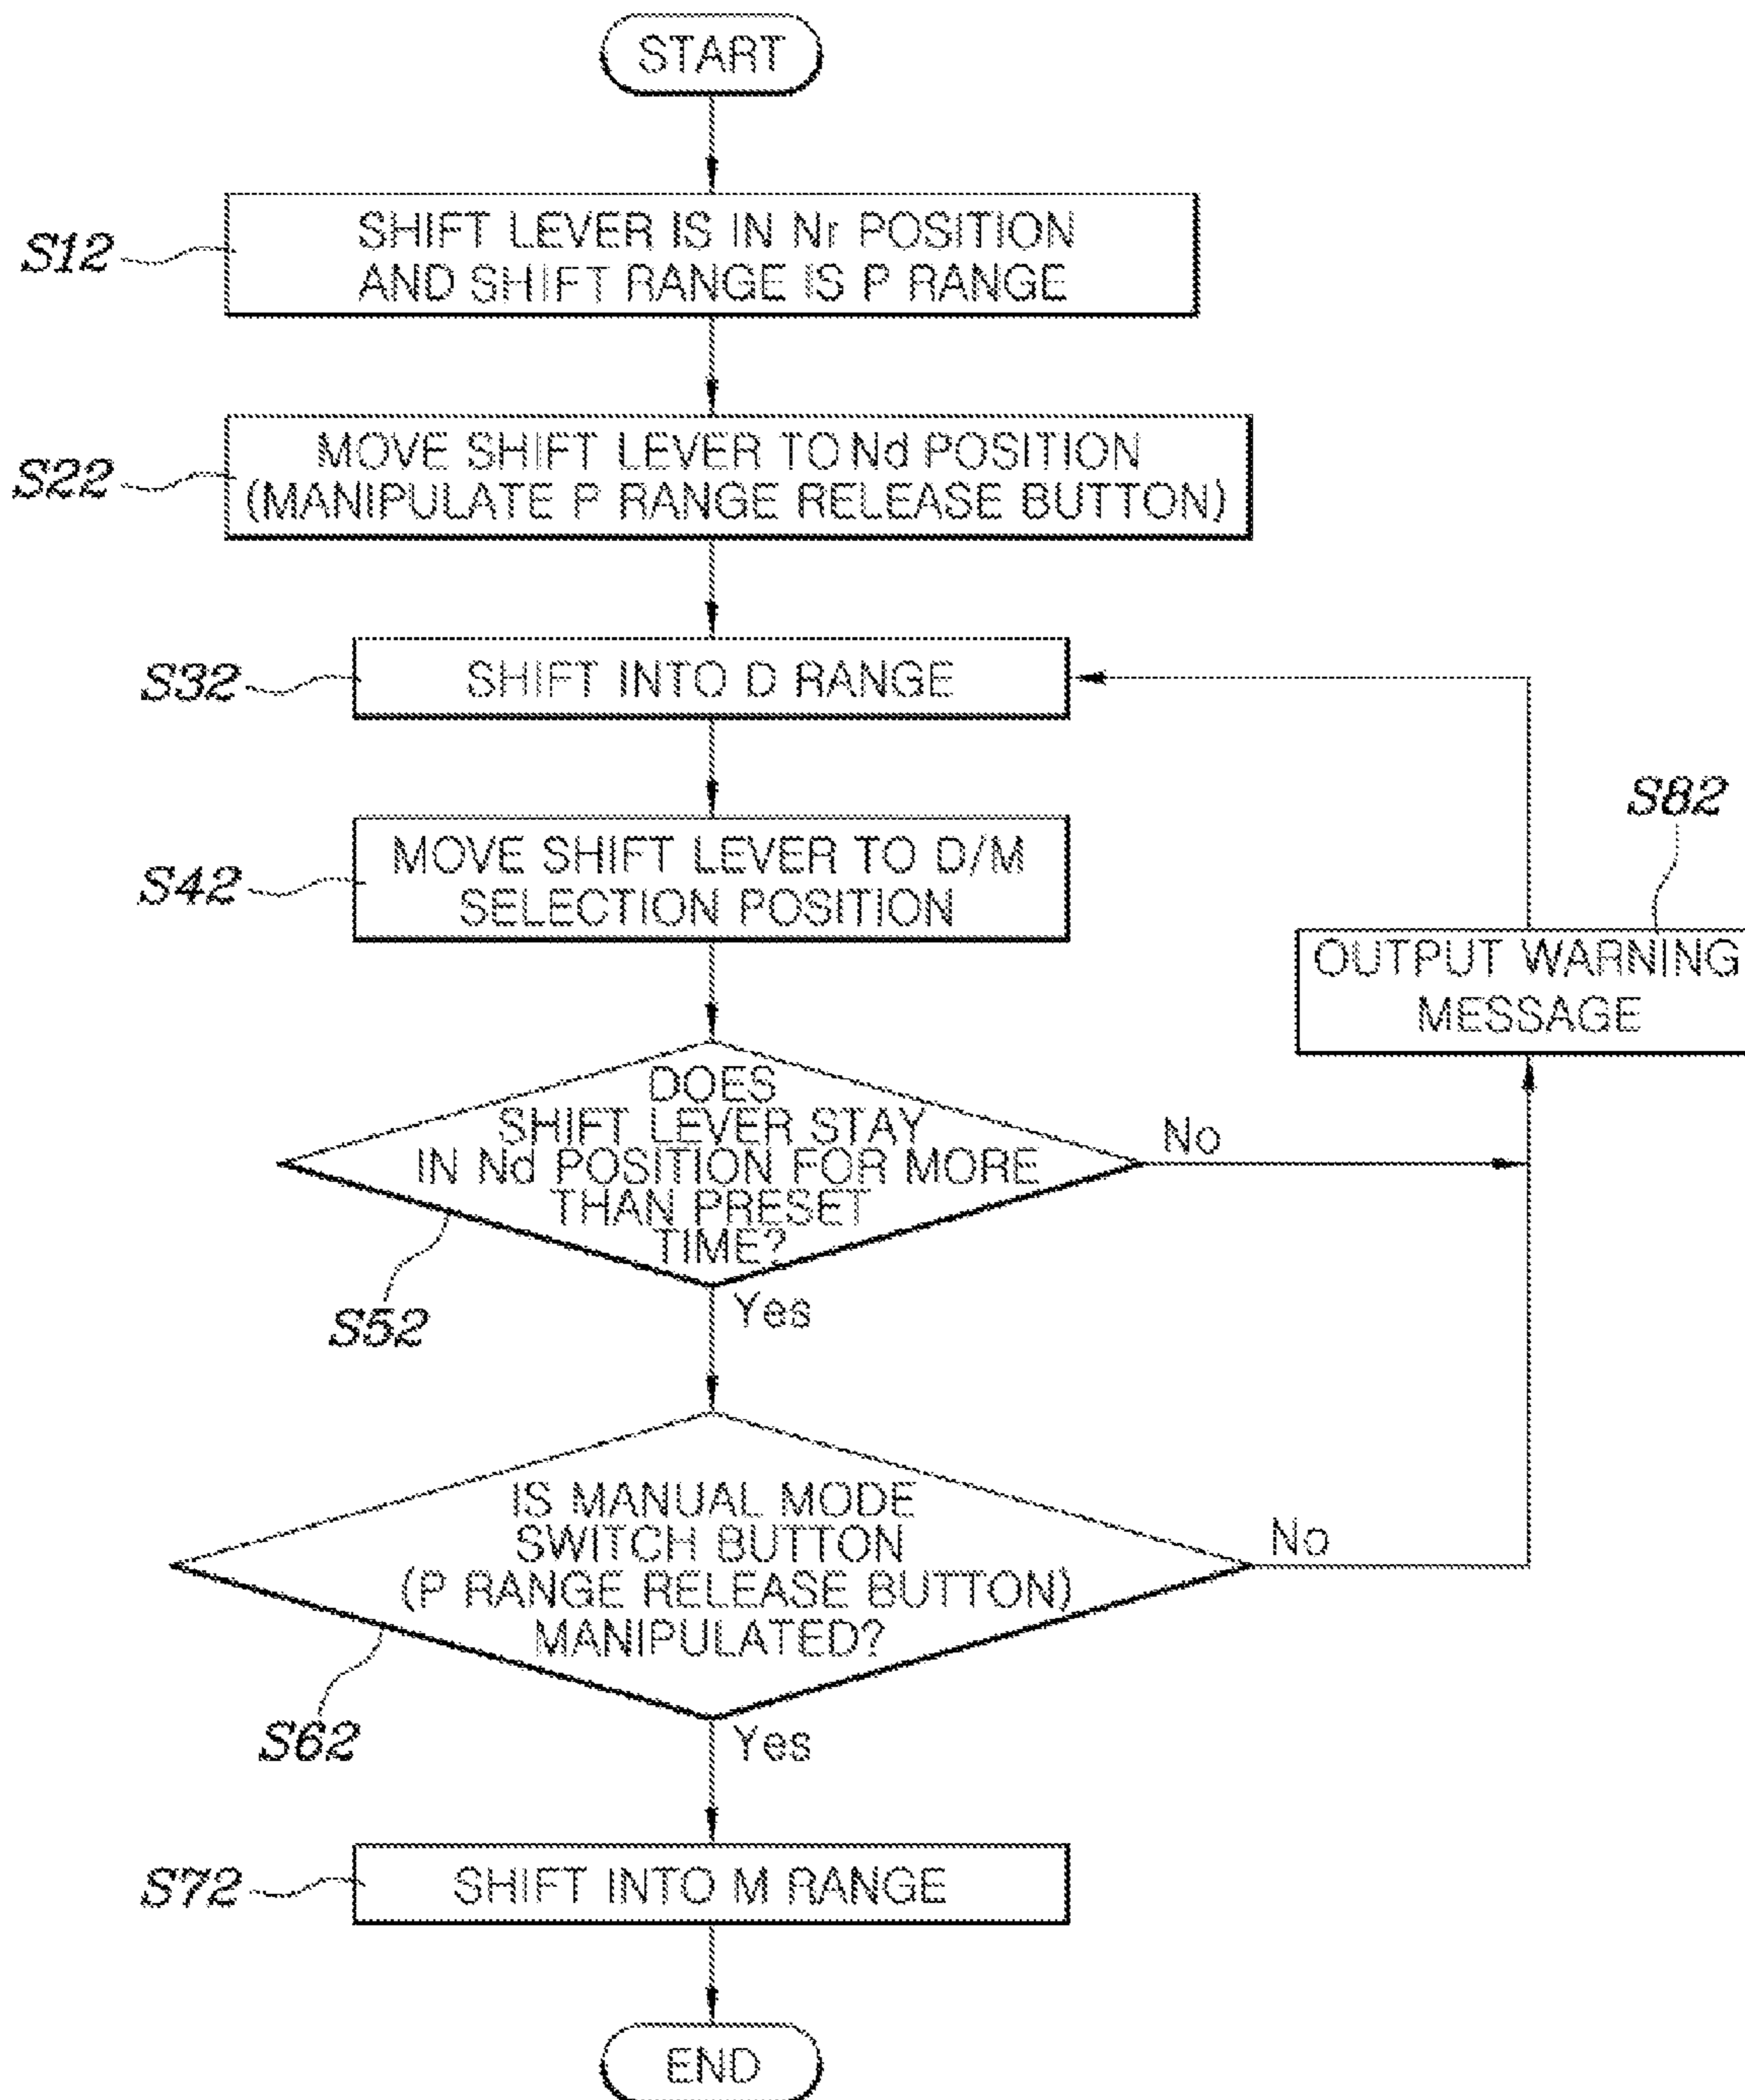 START
S12
SHIFT LEVER IS IN Nr POSITION
AND SHIFT RANGE IS P RANGE
S22
MOVE SHIFT LEVER TO Nd POSITION
(MANIPULATE P RANGE RELEASE BUTTON)
S32
SHIFT INTO D RANGE
S42
MOVE SHIFT LEVER TO D/M
SELECTION POSITION
S82
OUTPUT WARNING
MESSAGE
DOES
SHIFT LEVER STAY
IN Nd POSITION FOR MORE
THAN PRESET
TIME?
No
S52
Yes
IS MANUAL MODE
SWITCH BUTTON
(P RANGE RELEASE BUTTON)
MANIPULATED?
No
S62
Yes
S72
SHIFT INTO M RANGE
END